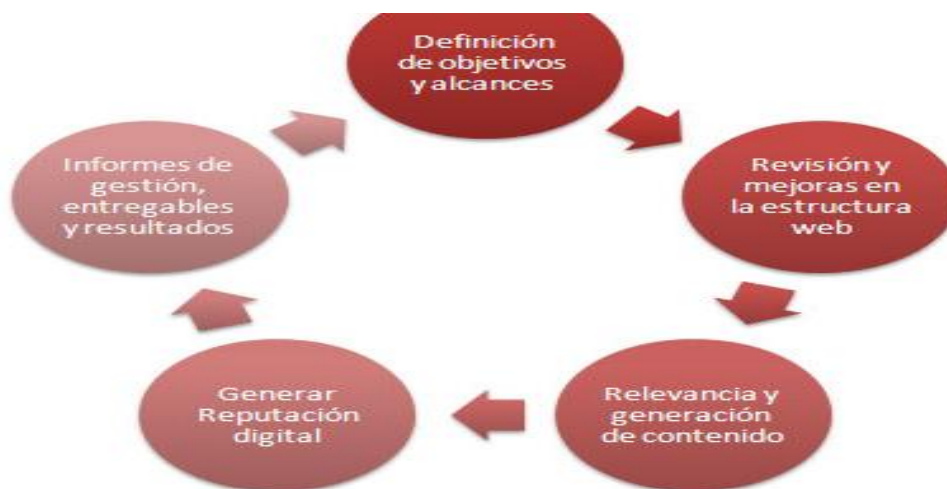 Definición
de objetivos
y alcances
Revisión y
mejoras en
la estructura
web
Relevancia y
generación
de contenido
Generar
Reputación
digital
Informes de
gestión,
entregables
y resultados